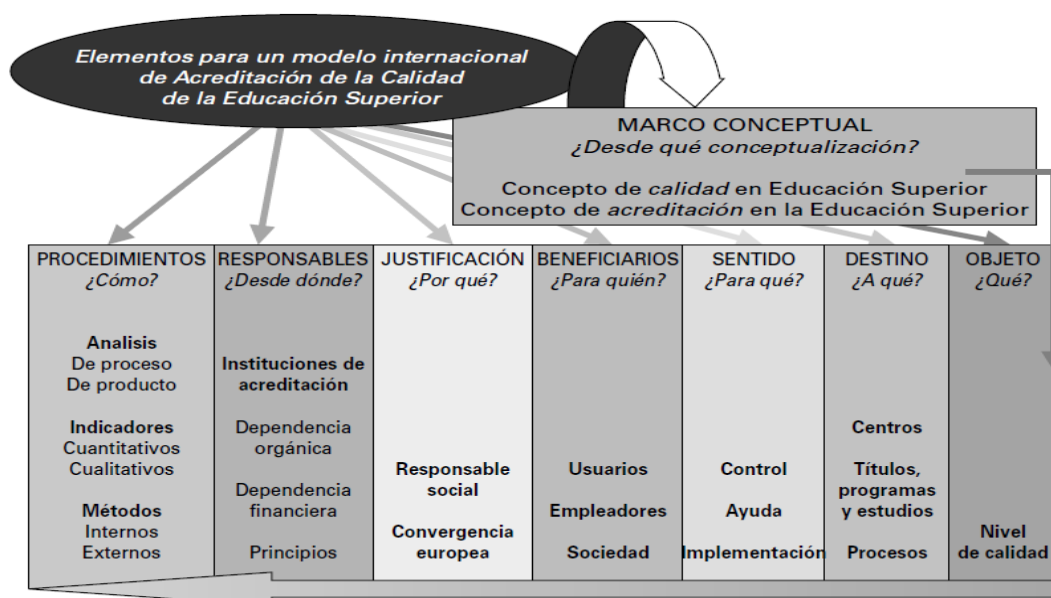 Elementos para un modelo internacional
de Acreditación de la Calidad
de la Educación Superior
MARCO CONCEPTUAL
¿Desde qué conceptualización?
Concepto de calidad en Educación Superior
Concepto de acreditación en la Educación Superior
PROCEDIMIENTOS
¿Cómo?
Analisis
De proceso
De producto
Indicadores
Cuantitativos
Cualitativos
Métodos
Internos
Externos
RESPONSABLES
¿Desde dónde?
Instituciones de
acreditación
Dependencia
orgánica
Dependencia
financiera
Principios
JUSTIFICACIÓN
¿Por qué?
Responsable
social
Convergencia
europea
BENEFICIARIOS
¿Para quién?
Usuarios
Empleadores
Sociedad
SENTIDO
¿Para qué?
Control
Ayuda
Implementación
DESTINO
¿A qué?
Centros
Títulos,
programas
y estudios
Procesos
OBJETO
¿Qué?
Nivel
de calidad